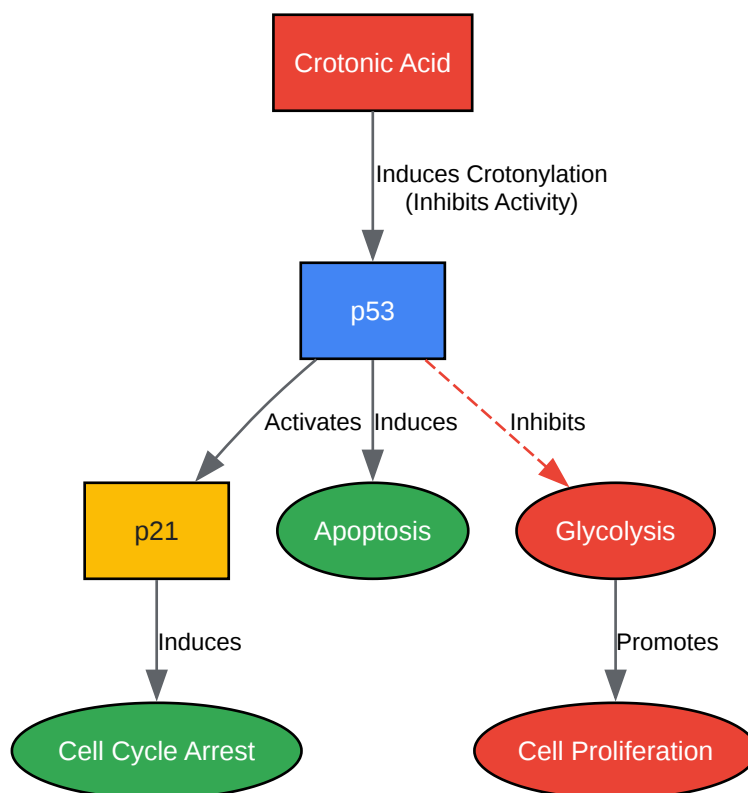 Crotonic Acid
Induces Crotonylation
(Inhibits Activity)
p53
Activates
Induces
Inhibits
p21
Apoptosis
Glycolysis
Induces
Promotes
Cell Cycle Arrest
Cell Proliferation